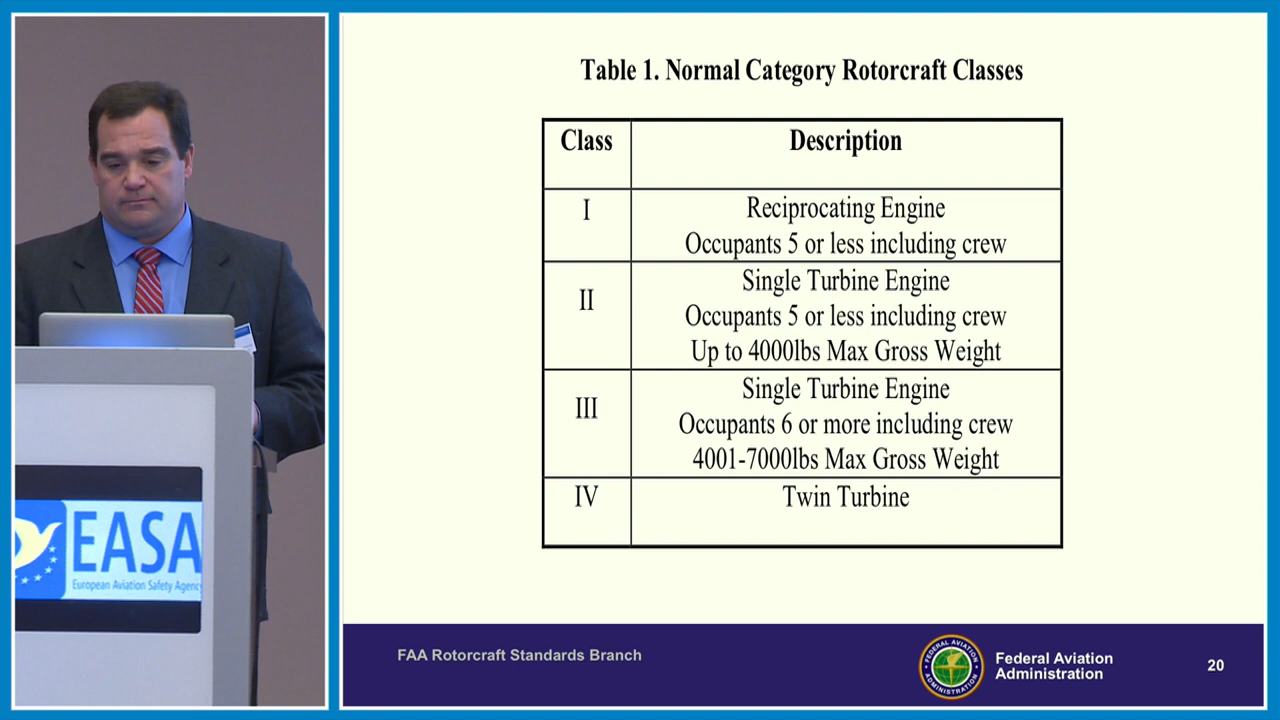 Table 1. Normal Category Rotorcraft Classes
Class
Description
I
Reciprocating Engine
Occupants 5 or less including crew
II
Single Turbine Engine
Occupants 5 or less including crew
Up to 4000lbs Max Gross Weight
III
Single Turbine Engine
Occupants 6 or more including crew
4001-7000lbs Max Gross Weight
IV
Twin Turbine
EASA
European Aviation Safety Agency
FAA Rotorcraft Standards Branch
FEDERAL AVIATION
ADMINISTRATION
Federal Aviation
Administration
20